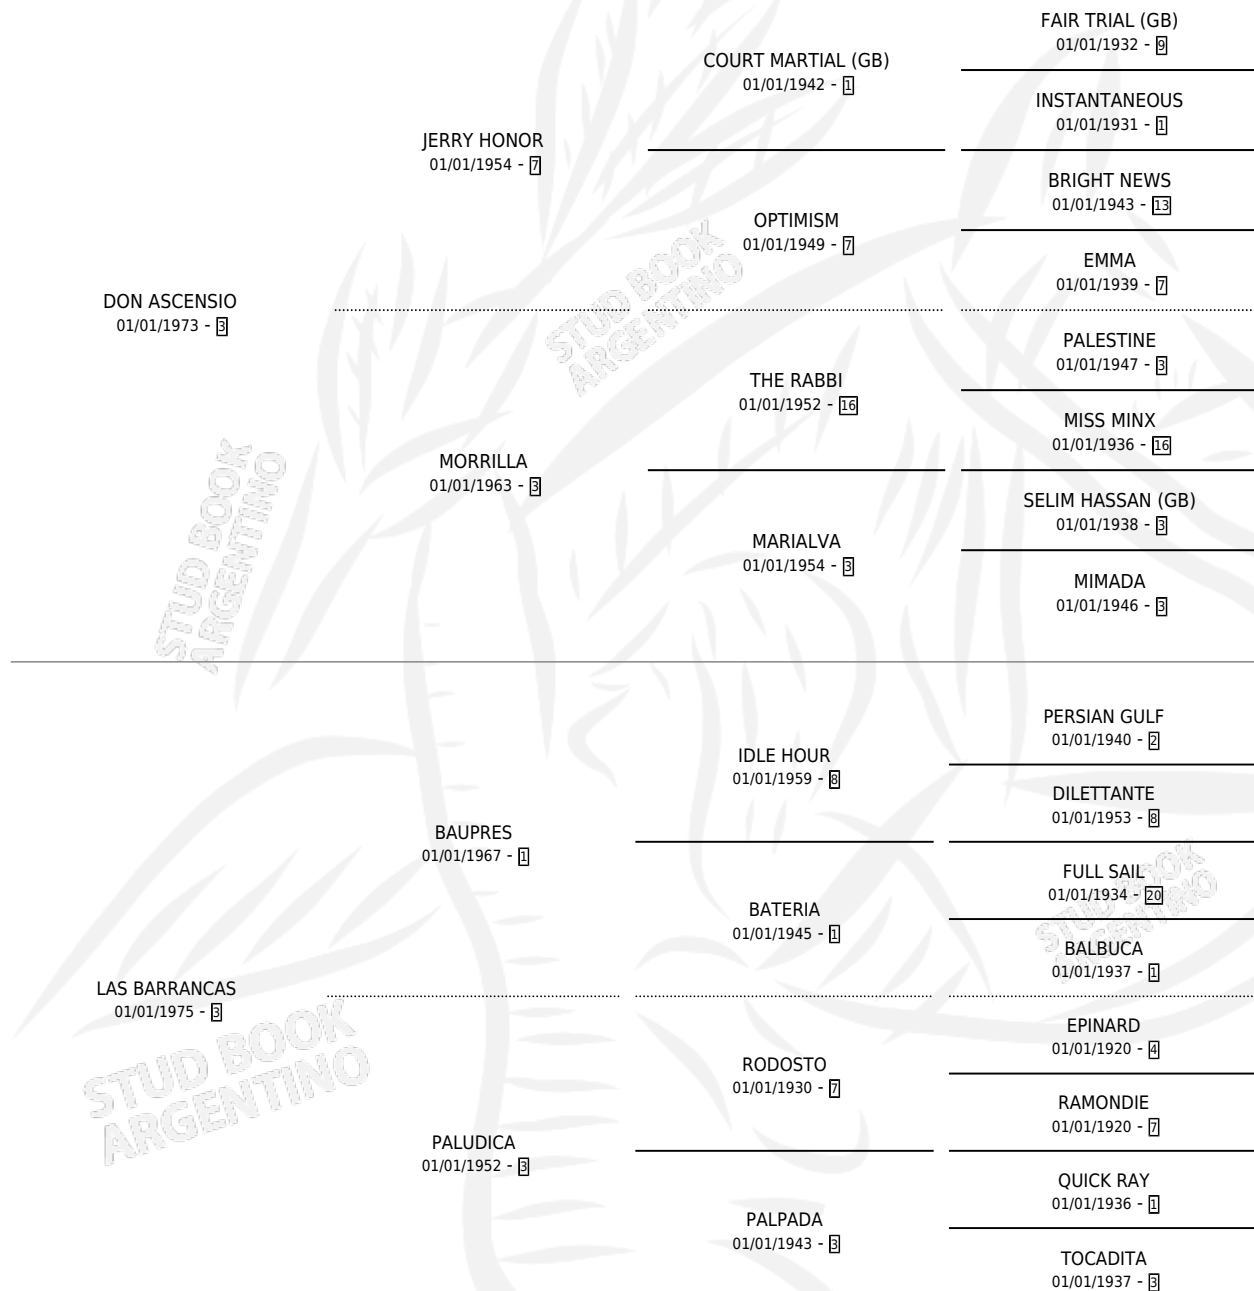 FAIR TRIAL (GB)
01/01/1932 - 9
COURT MARTIAL (GB)
01/01/1942 - 1
INSTANTANEOUS
01/01/1931 - 1
JERRY HONOR
01/01/1954 - 7
BRIGHT NEWS
01/01/1943 - 13
OPTIMISM
01/01/1949 - 7
EMMA
01/01/1939 - 7
DON ASCENSIO
01/01/1973 - 3
PALESTINE
01/01/1947 - 3
THE RABBI
01/01/1952 - 16
MISS MINX
01/01/1936 - 16
MORRILLA
01/01/1963 - 3
SELIM HASSAN (GB)
01/01/1938 - 3
MARIALVA
01/01/1954 - 3
MIMADA
01/01/1946 - 3
STUD BOOK
ARGENTINO
STUD BOOK
ARGENTINO
PERSIAN GULF
01/01/1940 - 2
IDLE HOUR
01/01/1959 - 8
DILETTANTE
01/01/1953 - 8
BAUPRES
01/01/1967 - 1
FULL SAIL
01/01/1934 - 20
BATERIA
01/01/1945 - 1
BALBUCA
01/01/1937 - 1
STUD BOOK
ARGENTINO
LAS BARRANCAS
01/01/1975 - 3
EPINARD
01/01/1920 - 4
RODOSTO
01/01/1930 - 7
RAMONDIE
01/01/1920 - 7
PALUDICA
01/01/1952 - 3
QUICK RAY
01/01/1936 - 1
PALPADA
01/01/1943 - 3
TOCADITA
01/01/1937 - 3
STUD BOOK
ARGENTINO